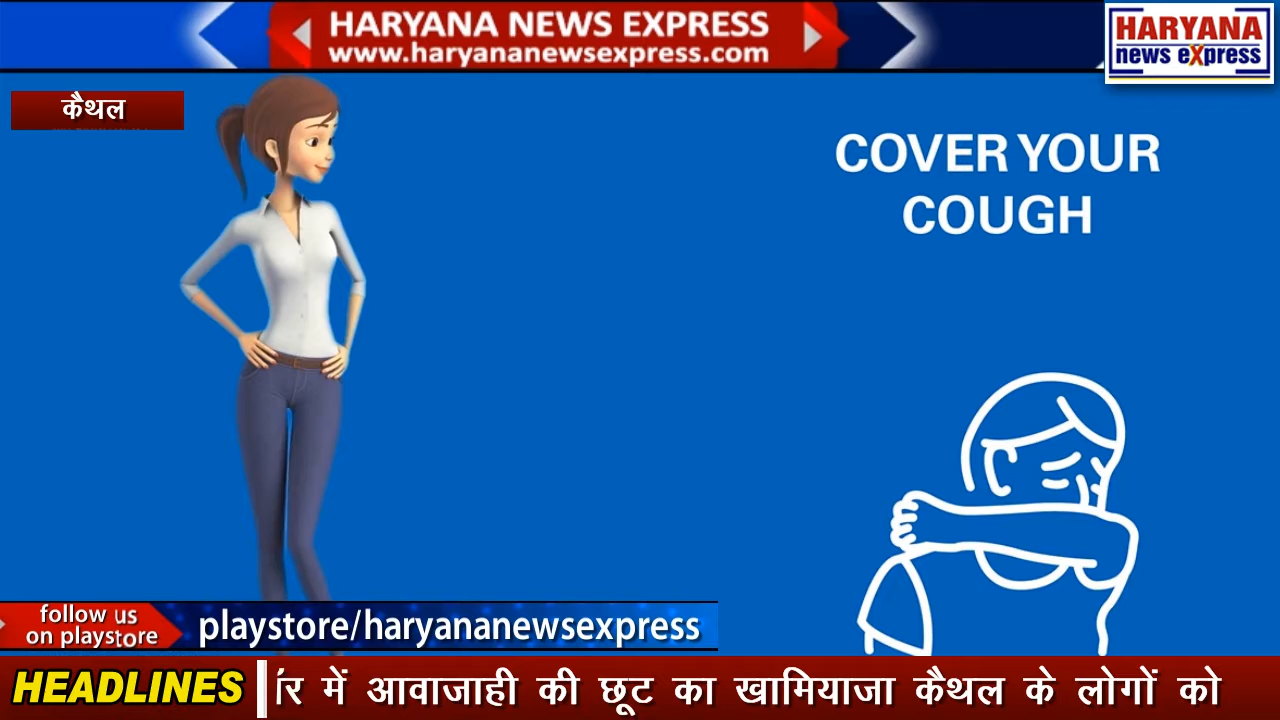 HARYANA NEWS EXPRESS
www.haryananewsexpress.com
HARYANA
news eXpress
कैथल
COVER YOUR
COUGH
follow us
on playstore
playstore/haryananewsexpress
HEADLINES
में आवाजाही की छूट का खामियाजा कैथल के लोगों को